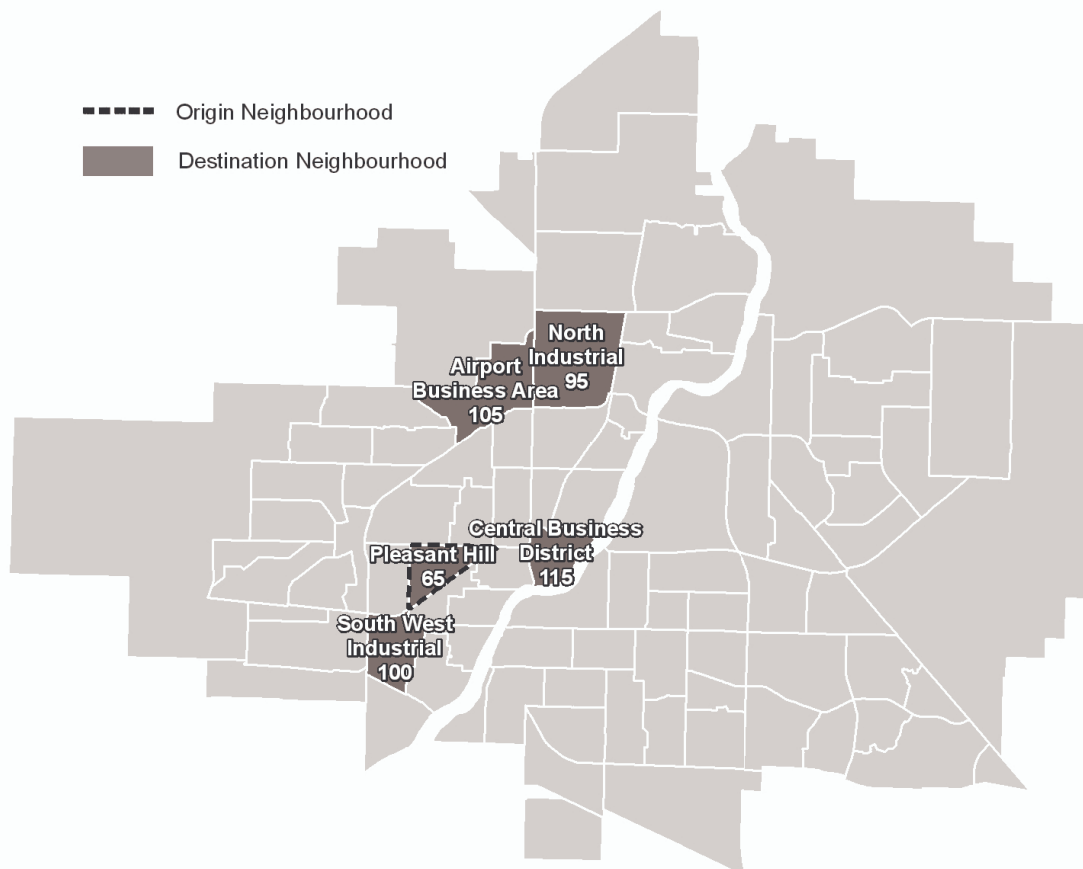 Origin Neighbourhood
Destination Neighbourhood
North
Industrial
95
Airport
Business Area
105
Central Business
District
115
Pleasant Hill
65
South West
Industrial
100